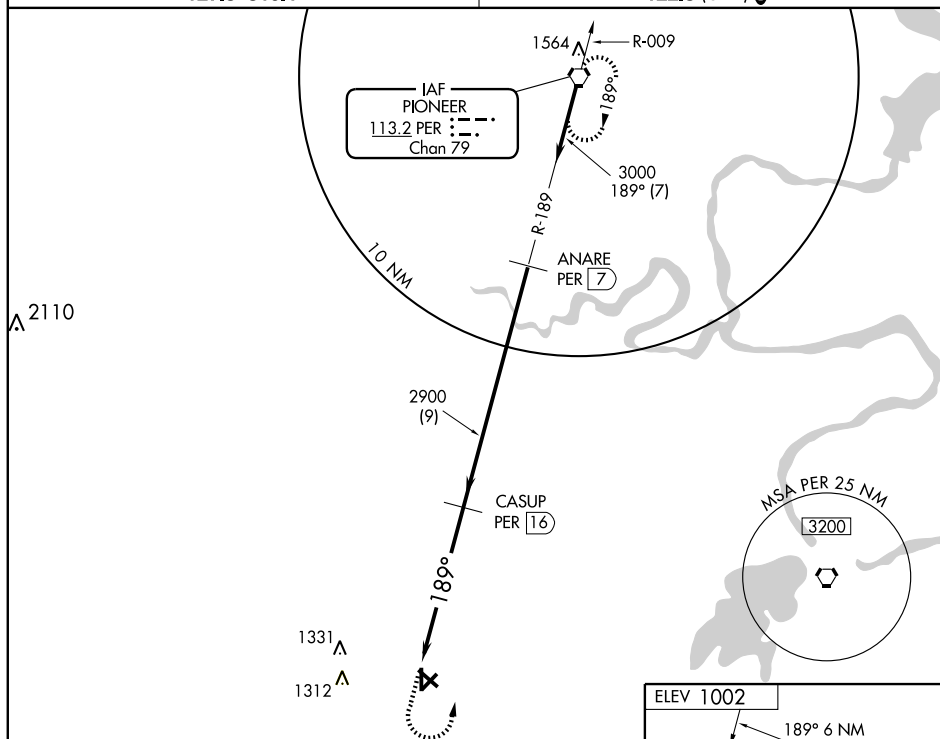 1564
R-009
IAF
PIONEER
113.2 PER
Chan 79
189°
3000
189° (7)
R-189
10 NM
ANARE
PER 7
2110
2900
(9)
CASUP
PER 16
MSA PER 25 NM
3200
189°
1331
1312
ELEV 1002
189° 6 NM